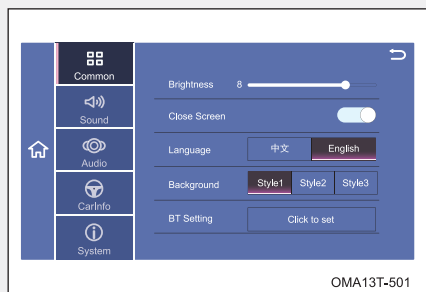 Common
Sound
Audio
CarInfo
System
Brightness 8
Close Screen
Language 中文 English
Background Style1 Style2 Style3
BT Setting Click to set
OMA13T-501